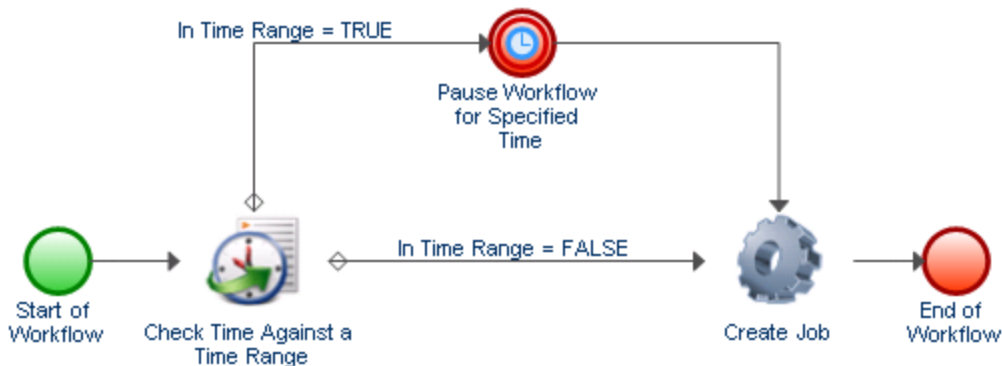 In Time Range = TRUE
Pause Workflow
for Specified
Time
In Time Range = FALSE
Start of
Workflow
Check Time Against a
Time Range
Create Job
End of
Workflow